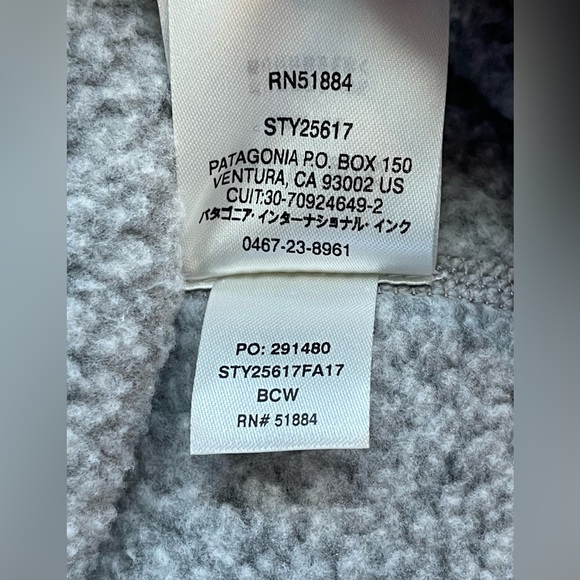 RN51884
STY25617
PATAGONIA P.O. BOX 150
VENTURA, CA 93002 US
CUIT:30-70924649-2
パタゴニア・インターナショナル・インク
0467-23-8961
PO: 291480
STY25617FA17
BCW
RN# 51884